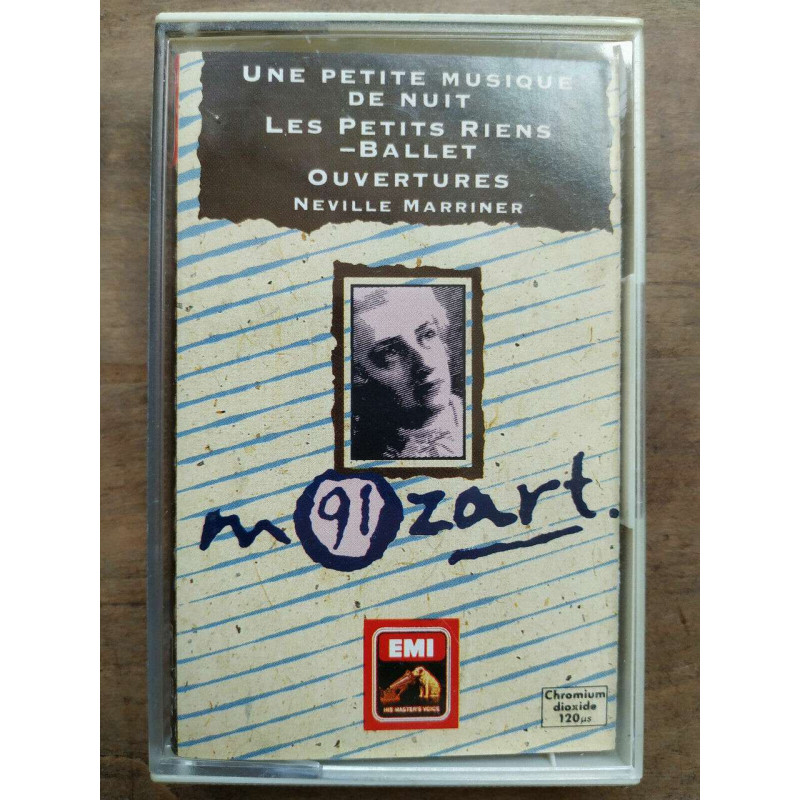 UNE PETITE MUSIQUE
DE NUIT
LES PETITS RIENS
–BALLET
OUVERTURES
NEVILLE MARRINER
m91zart.
EMI
HIS MASTER'S VOICE
Chromium
dioxide
120µs